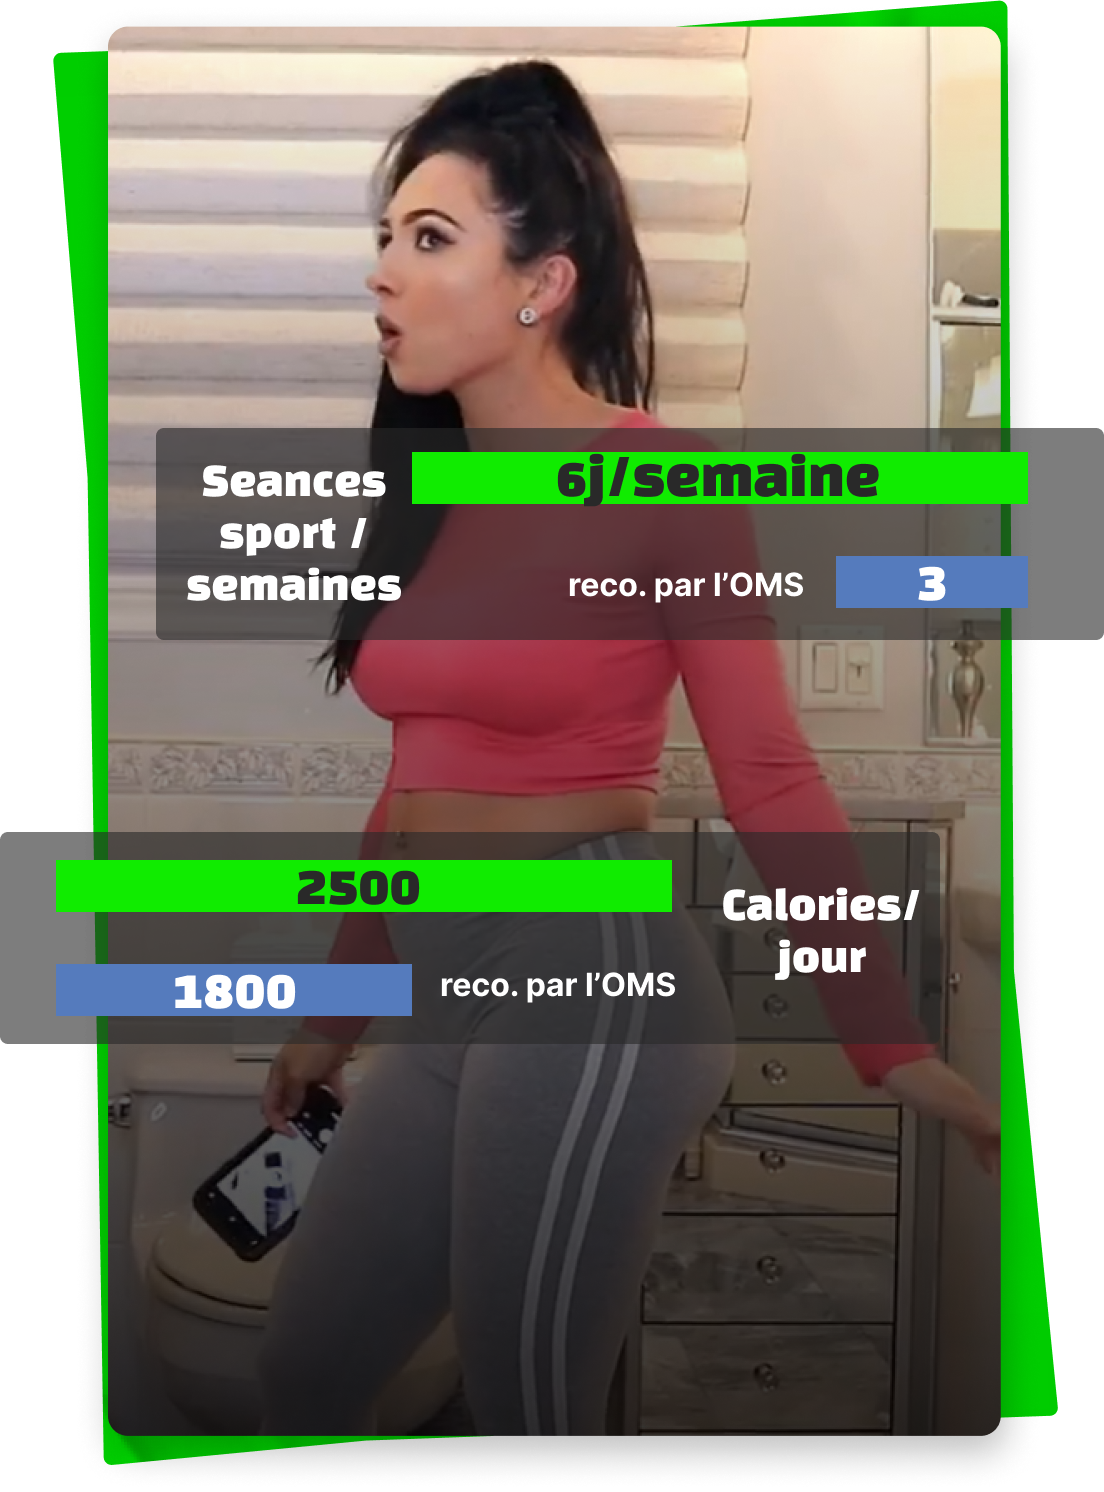 Seances
sport /
semaines
6j/semaine
reco. par l’OMS
3
2500
1800
reco. par l’OMS
Calories/
jour